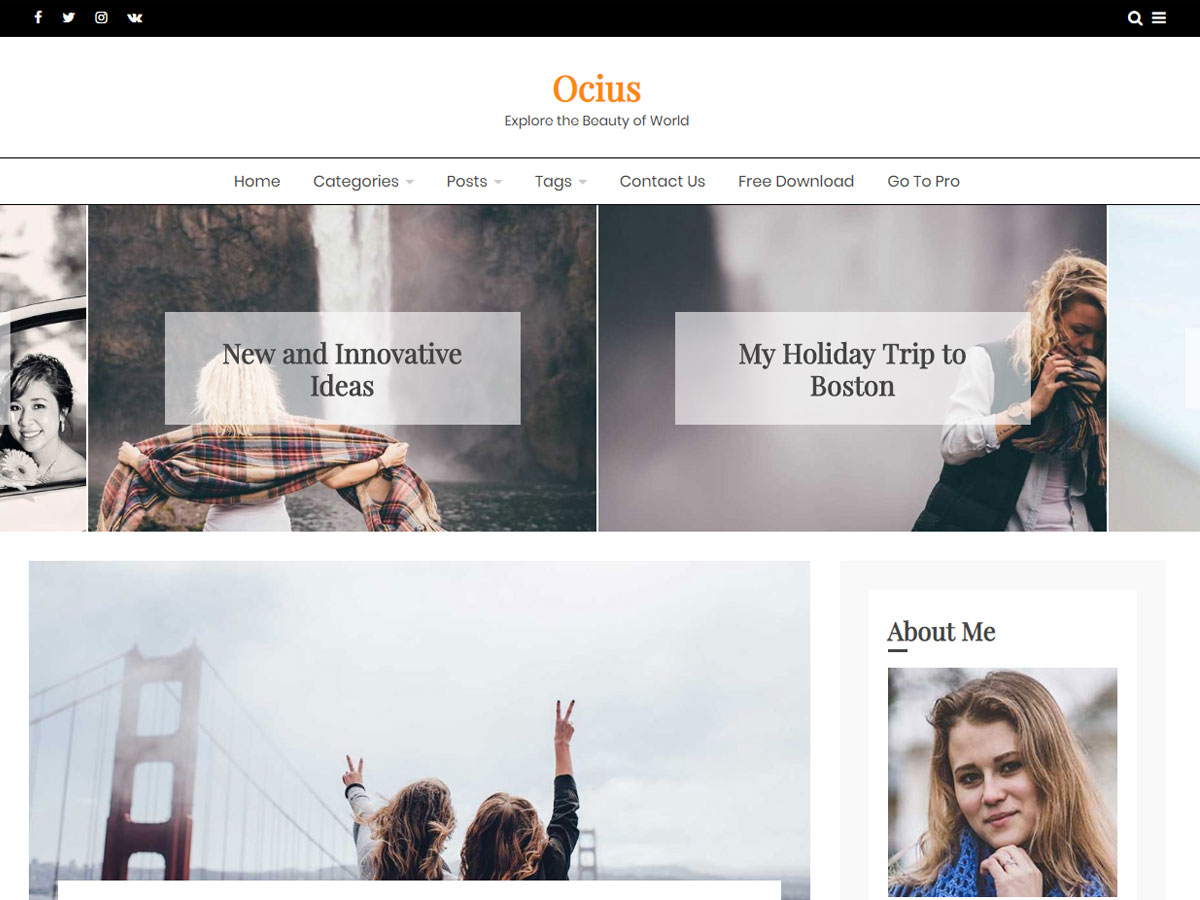 Ocius
Explore the Beauty of World
Home Categories Posts Tags Contact Us Free Download Go To Pro
New and Innovative
Ideas
My Holiday Trip to
Boston
About Me